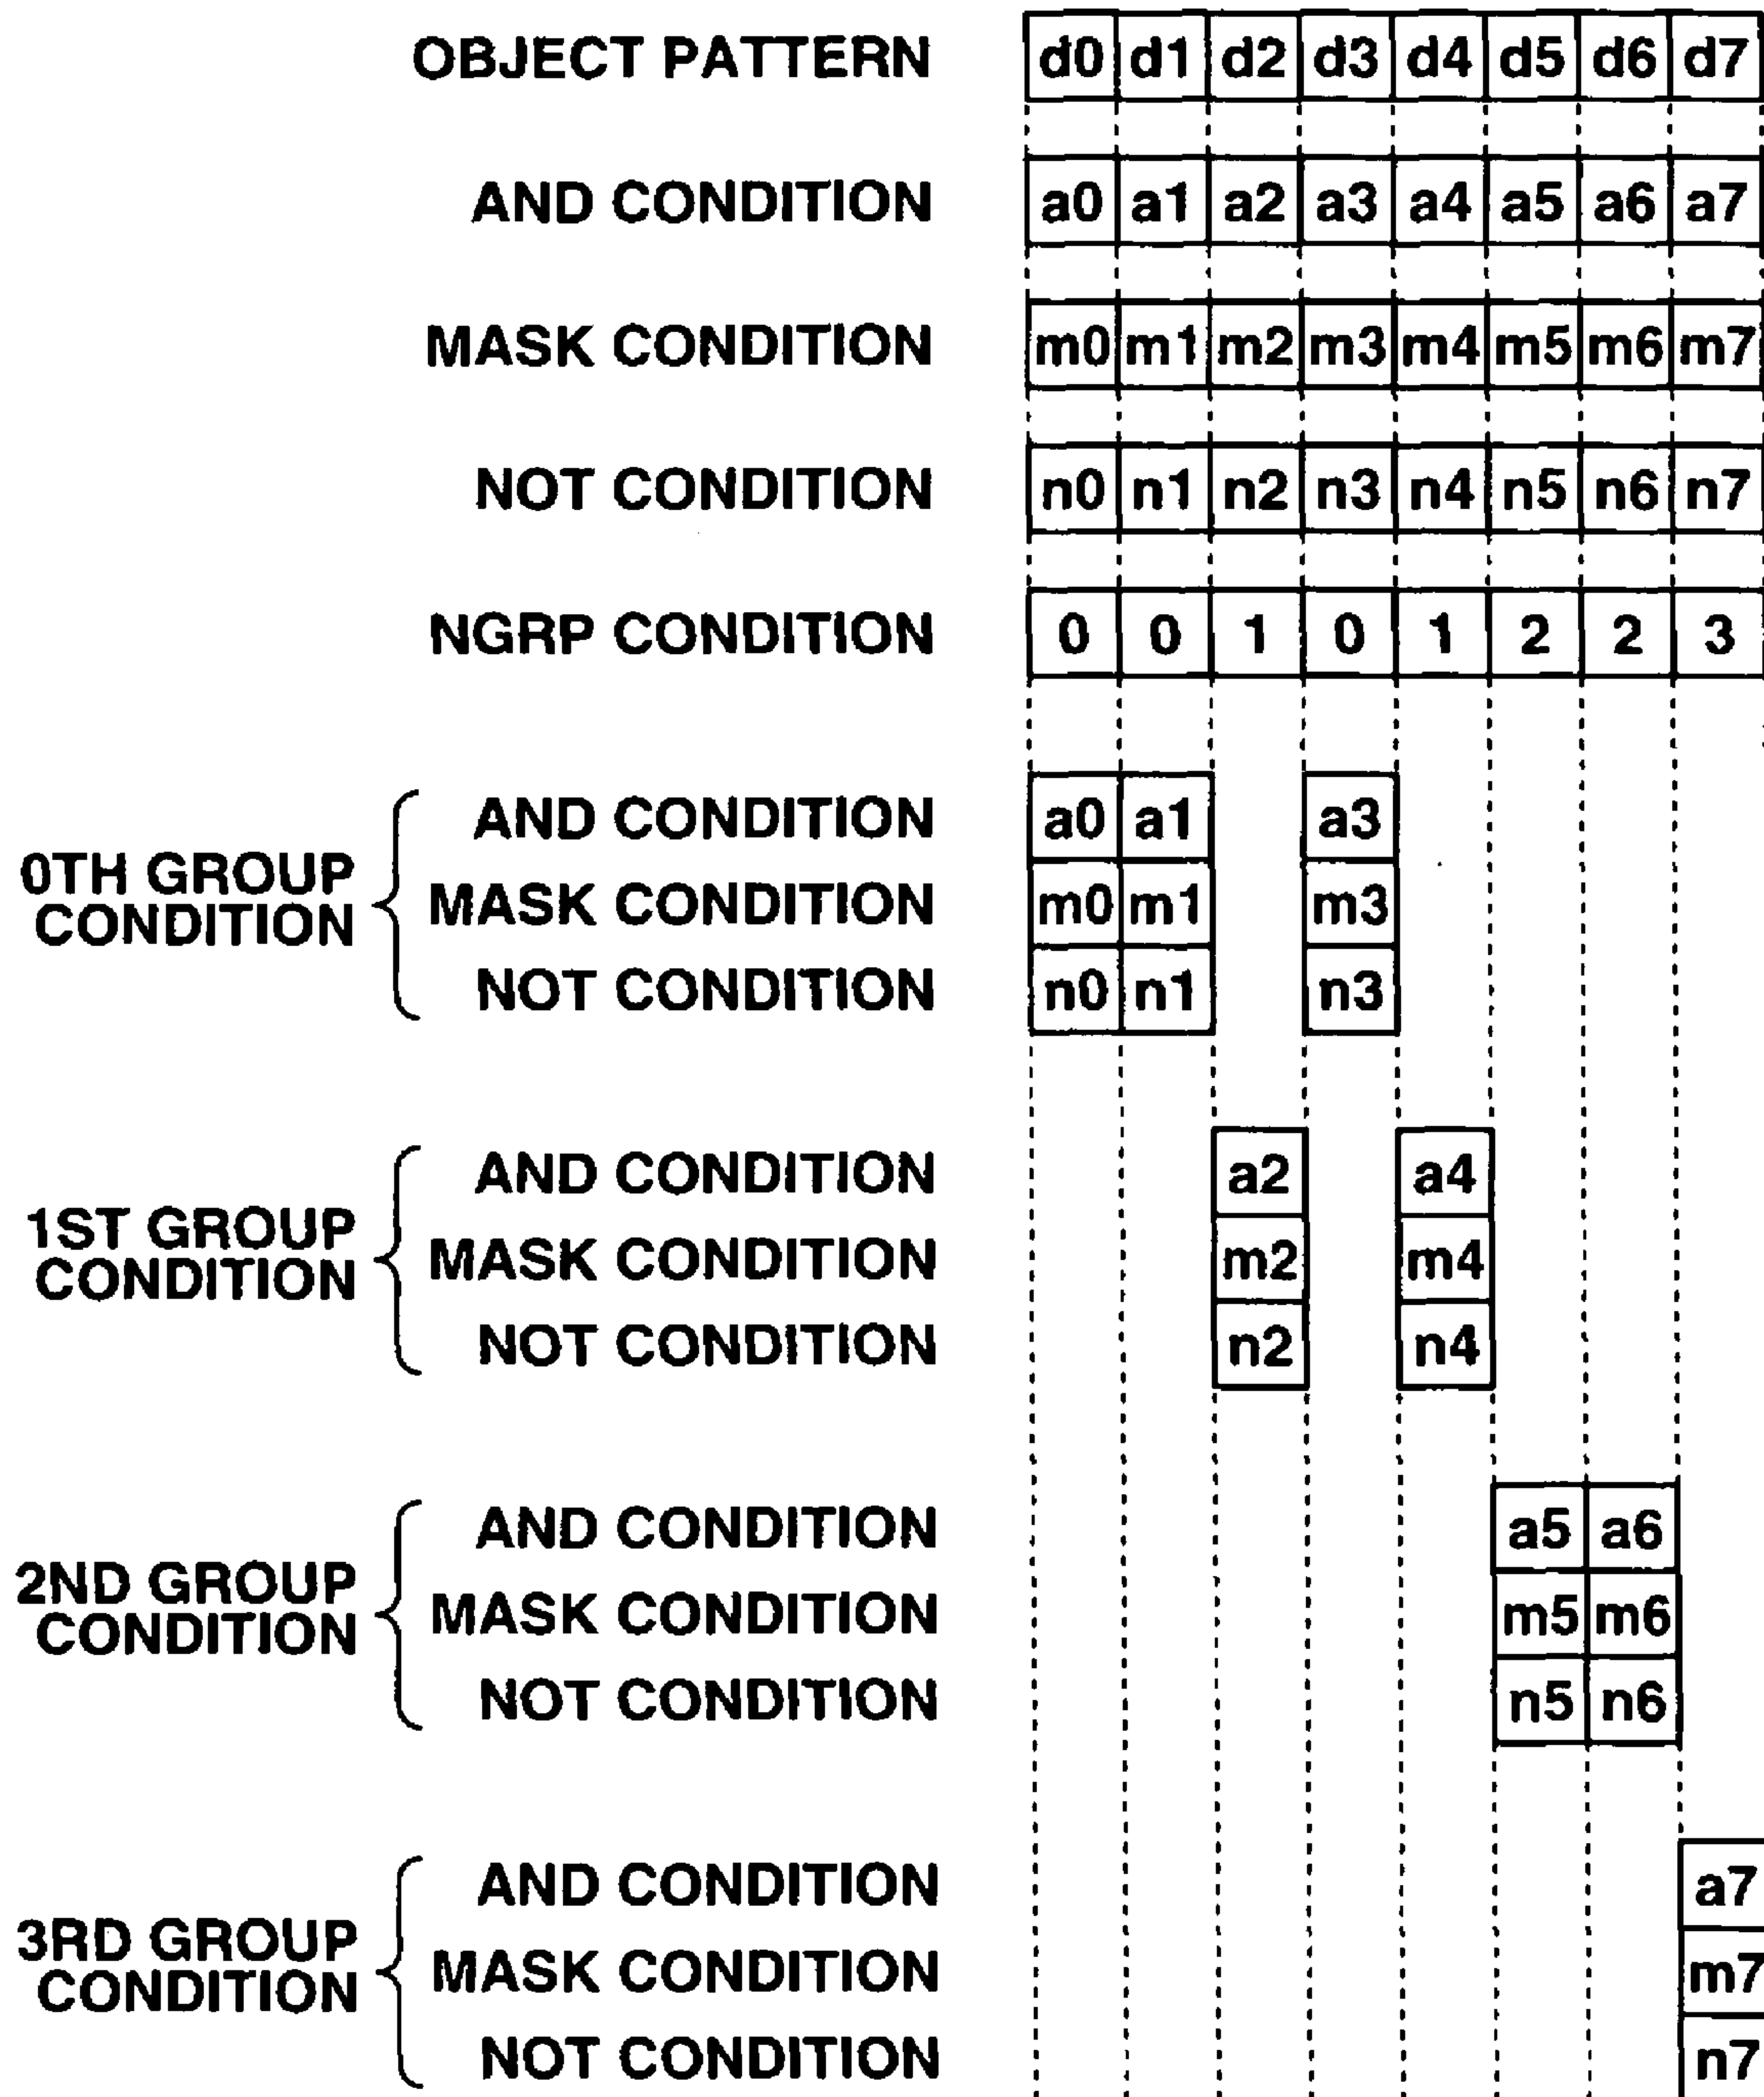 OBJECT PATTERN d0 d1 d2 d3 d4 d5 d6 d7
AND CONDITION a0 a1 a2 a3 a4 a5 a6 a7
MASK CONDITION m0 m1 m2 m3 m4 m5 m6 m7
NOT CONDITION n0 n1 n2 n3 n4 n5 n6 n7
NGRP CONDITION 0 0 1 0 1 2 2 3
0TH GROUP
CONDITION
AND CONDITION a0 a1 a3
MASK CONDITION m0 m1 m3
NOT CONDITION n0 n1 n3
1ST GROUP
CONDITION
AND CONDITION a2 a4
MASK CONDITION m2 m4
NOT CONDITION n2 n4
2ND GROUP
CONDITION
AND CONDITION a5 a6
MASK CONDITION m5 m6
NOT CONDITION n5 n6
3RD GROUP
CONDITION
AND CONDITION a7
MASK CONDITION m7
NOT CONDITION n7